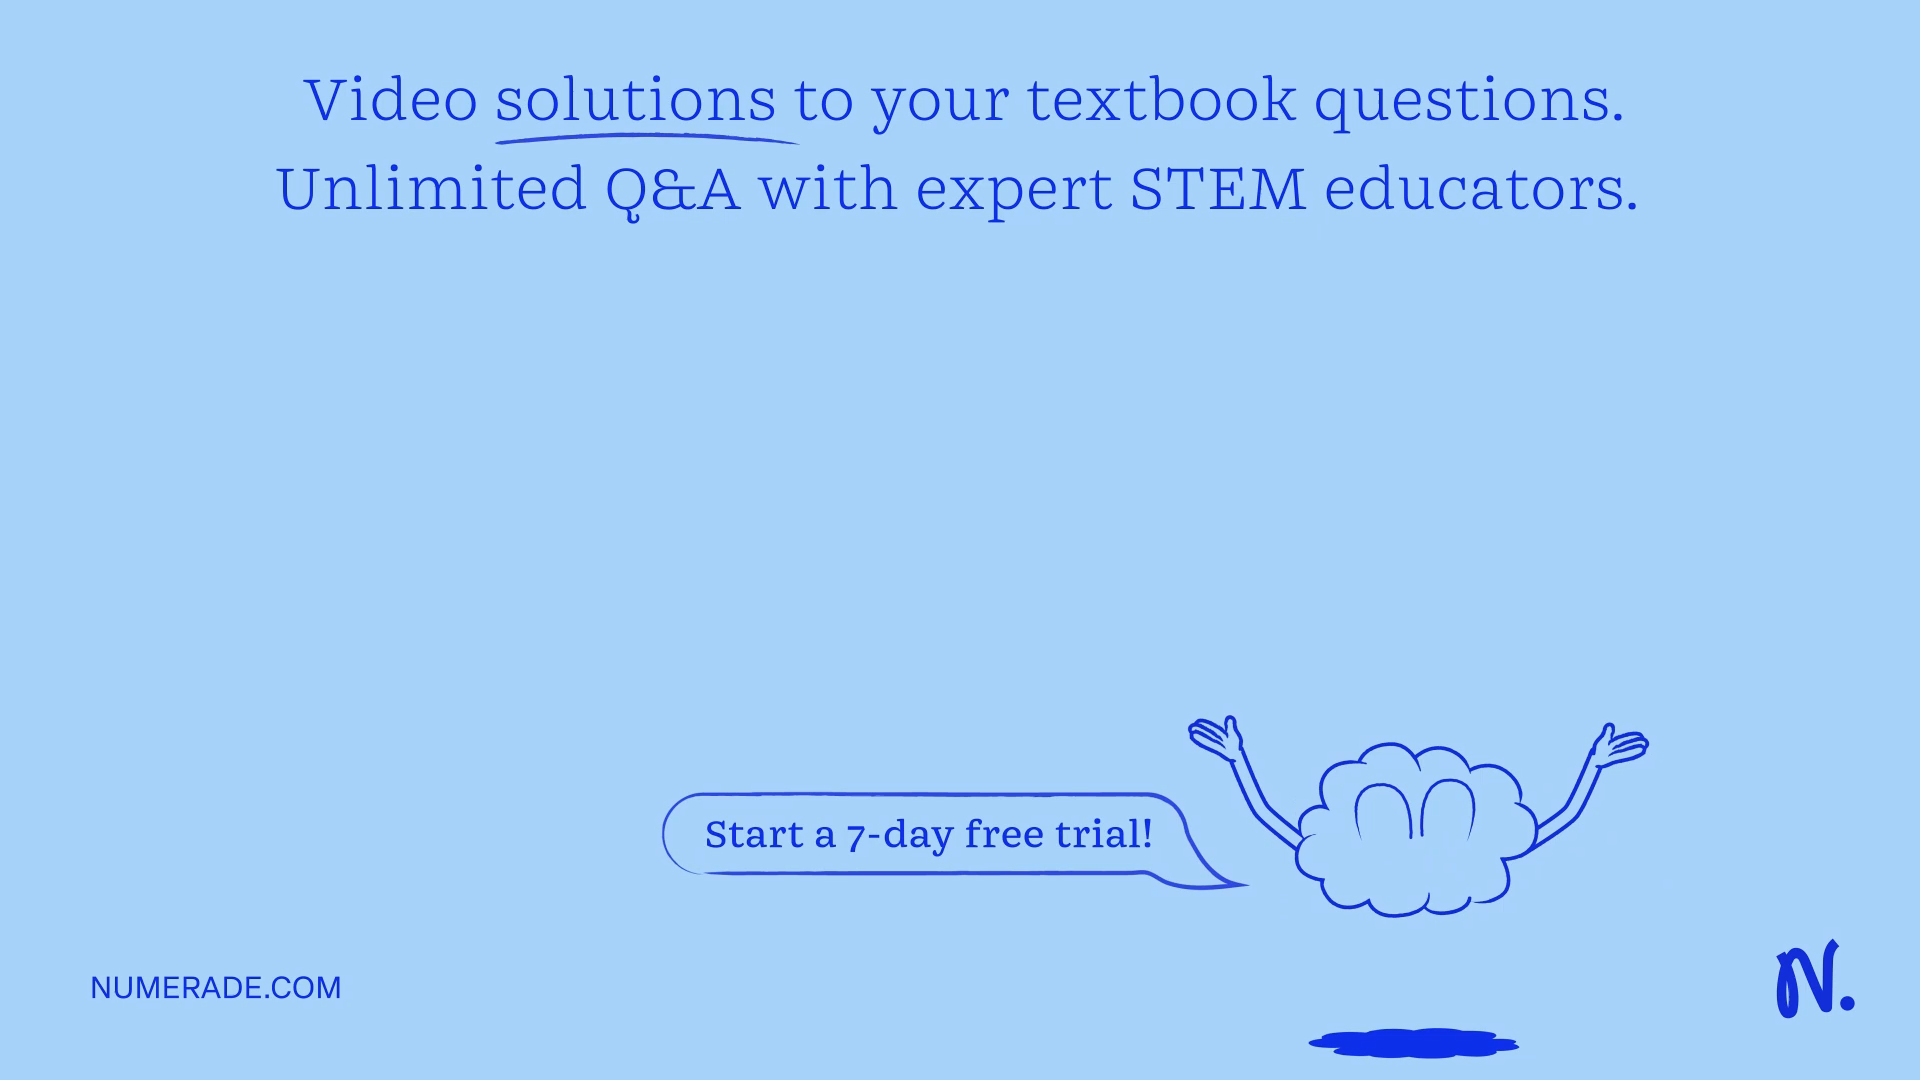 Video solutions to your textbook questions.
Unlimited Q&A with expert STEM educators.
Start a 7-day free trial!
NUMERADE.COM
N.